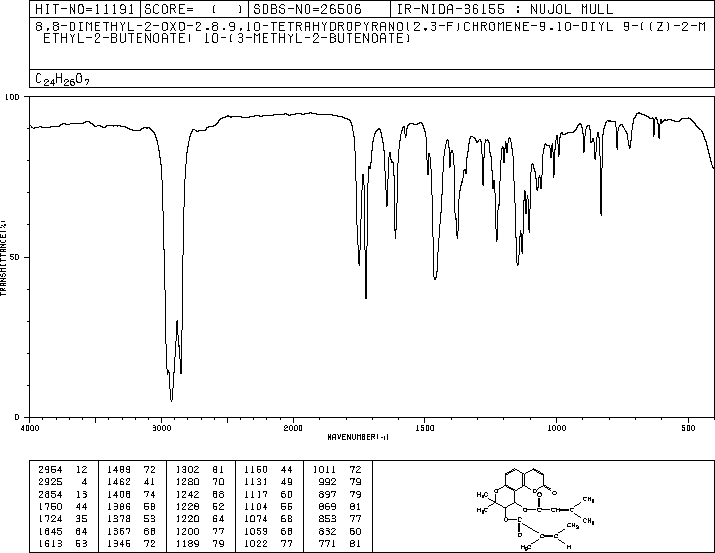 HIT-NO=11191 SCORE= ( ) SDBS-NO=26506 IR-NIDA-36155 : NUJOL MULL
8,8-DIMETHYL-2-OXO-2,8,9,10-TETRAHYDROPYRANO(2,3-F)CHROMENE-9,10-DIYL 9-((Z)-2-M
ETHYL-2-BUTENOATE) 10-(3-METHYL-2-BUTENOATE)
C24H26O7
100
50
0
TRANSMITTANCE(%)
4000 3000 2000 1500 1000 500
WAVENUMBER(-1)
2954 12 1489 72 1302 81 1160 44 1011 72
2925 4 1462 41 1280 70 1131 49 992 79
2854 13 1408 74 1242 68 1117 60 897 79
1750 44 1386 58 1228 52 1104 55 869 81
1724 35 1378 53 1220 64 1074 68 853 77
1645 64 1367 68 1200 77 1059 68 832 60
1613 53 1346 72 1189 79 1022 77 771 81